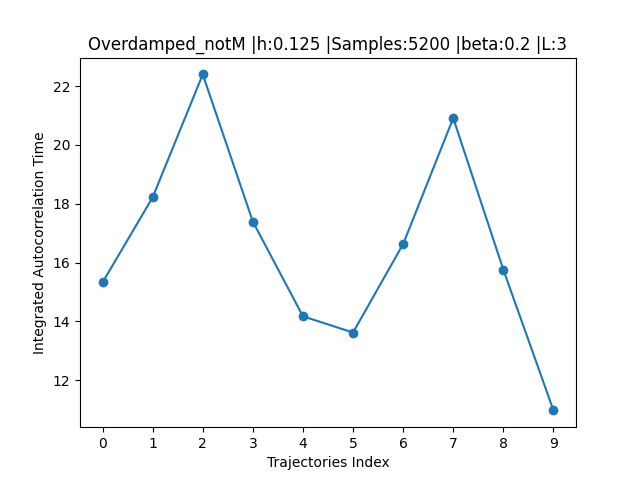 Overdamped_notM |h:0.125 |Samples:5200 |beta:0.2 |L:3
Integrated Autocorrelation Time
22
20
18
16
14
12
0 1 2 3 4 5 6 7 8 9
Trajectories Index